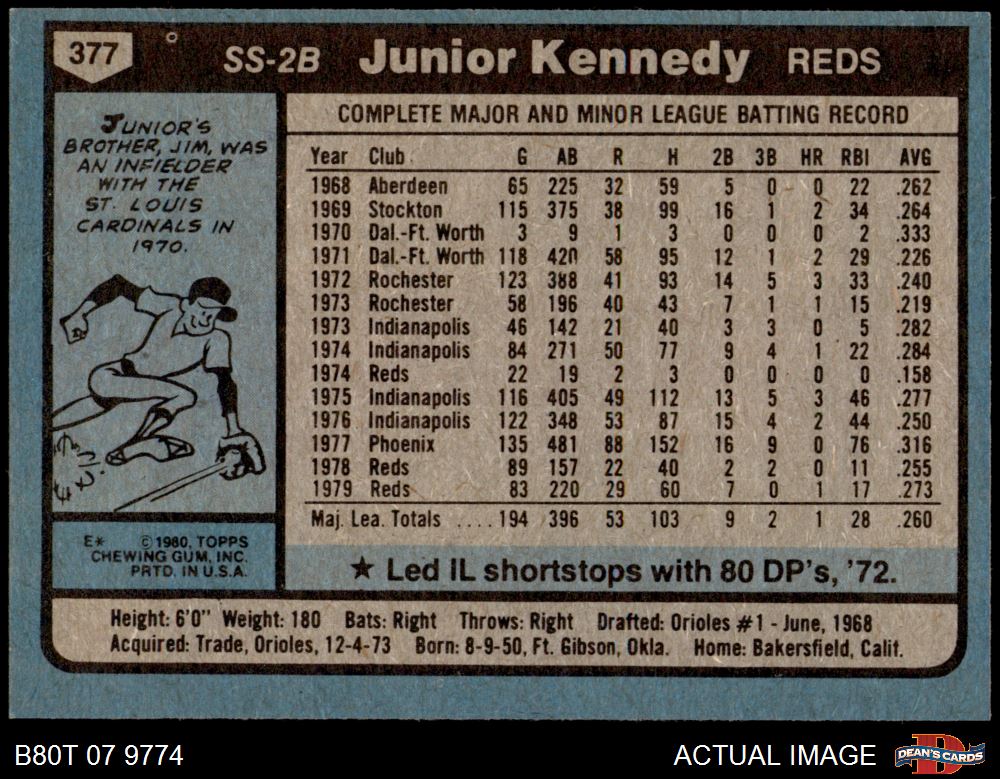 377 SS-2B Junior Kennedy REDS
JUNIOR'S
BROTHER, JIM, WAS
AN INFIELDER
WITH THE
ST. LOUIS
CARDINALS IN
1970.
COMPLETE MAJOR AND MINOR LEAGUE BATTING RECORD
Year Club G AB R H 2B 3B HR RBI AVG
1968 Aberdeen 65 225 32 59 5 0 0 22 .262
1969 Stockton 115 375 38 99 16 1 2 34 .264
1970 Dal.-Ft. Worth 3 9 1 3 0 0 0 2 .333
1971 Dal.-Ft. Worth 118 420 58 95 12 1 2 29 .226
1972 Rochester 123 388 41 93 14 5 3 33 .240
1973 Rochester 58 196 40 43 7 1 1 15 .219
1973 Indianapolis 46 142 21 40 3 3 0 5 .282
1974 Indianapolis 84 271 50 77 9 4 1 22 .284
1974 Reds 22 19 2 3 0 0 0 0 .158
1975 Indianapolis 116 405 49 112 13 5 3 46 .277
1976 Indianapolis 122 348 53 87 15 4 2 44 .250
1977 Phoenix 135 481 88 152 16 9 0 76 .316
1978 Reds 89 157 22 40 2 2 0 11 .255
1979 Reds 83 220 29 60 7 0 1 17 .273
Maj. Lea. Totals .... 194 396 53 103 9 2 1 28 .260
★ Led IL shortstops with 80 DP's, '72.
E* © 1980, TOPPS
CHEWING GUM, INC.
PRTD. IN U.S.A.
Height: 6'0" Weight: 180 Bats: Right Throws: Right Drafted: Orioles #1 - June, 1968
Acquired: Trade, Orioles, 12-4-73 Born: 8-9-50, Ft. Gibson, Okla. Home: Bakersfield, Calif.
B80T 07 9774 ACTUAL IMAGE DEAN'S CARDS